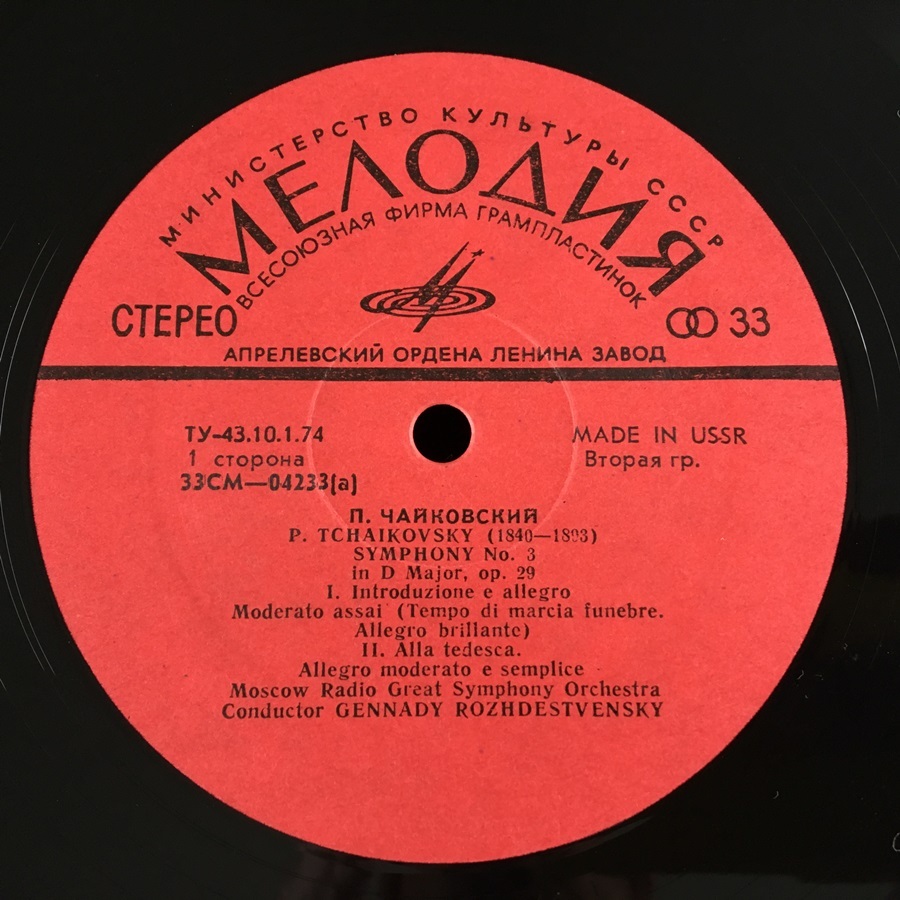 МИНИСТЕРСТВО КУЛЬТУРЫ СССР
МЕЛОДИЯ
ВСЕСОЮЗНАЯ ФИРМА ГРАМПЛАСТИНОК
СТЕРЕО
33
АПРЕЛЕВСКИЙ ОРДЕНА ЛЕНИНА ЗАВОД
ТУ-43.10.1.74
MADE IN USSR
1 сторона
Вторая гр.
33СМ—04233(а)
П. ЧАЙКОВСКИЙ
P. TCHAIKOVSKY (1840—1893)
SYMPHONY No. 3
in D Major, op. 29
I. Introduzione e allegro
Moderato assai (Tempo di marcia funebre.
Allegro brillante)
II. Alla tedesca.
Allegro moderato e semplice
Moscow Radio Great Symphony Orchestra
Conductor GENNADY ROZHDESTVENSKY